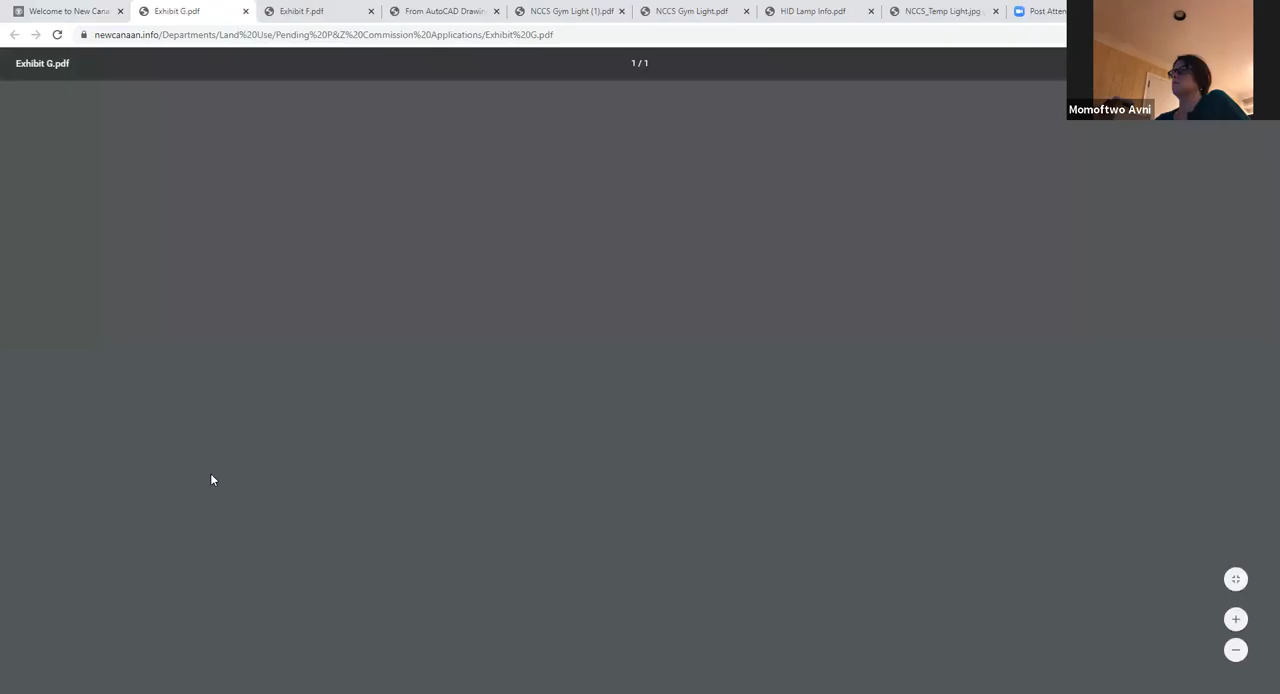 Welcome to New Cana
Exhibit G.pdf
Exhibit F.pdf
From AutoCAD Drawin
NCCS Gym Light (1).pdf
NCCS Gym Light.pdf
HID Lamp Info.pdf
NCCS_Temp Light.jpg
Post Atten
newcanaan.info/Departments/Land%20Use/Pending%20P&Z%20Commission%20Applications/Exhibit%20G.pdf
Exhibit G.pdf
1 / 1
Momoftwo Avni